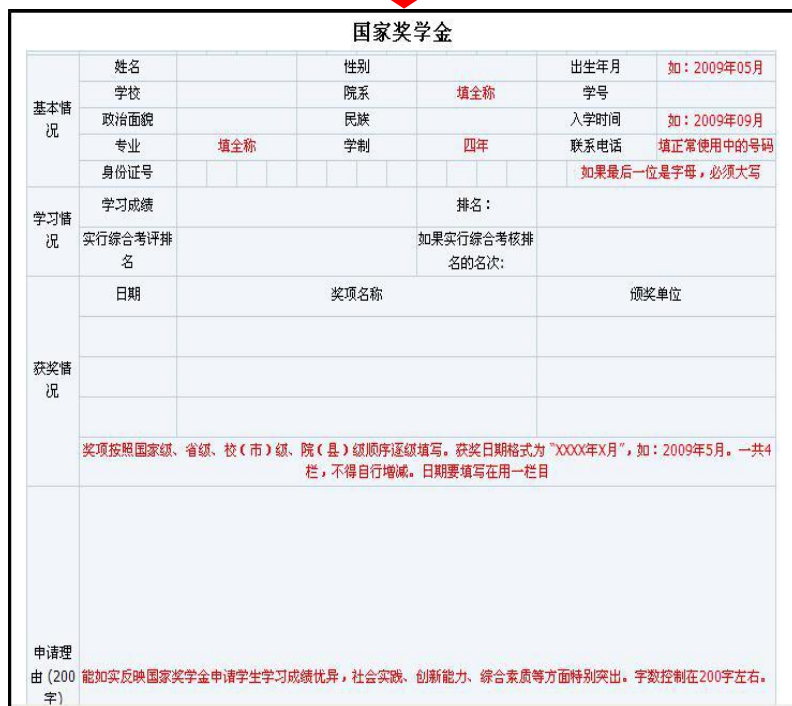 国家奖学金
姓名 性别 出生年月 如：2009年05月
学校 院系 填全称 学号
基本情况
政治面貌 民族 入学时间 如：2009年09月
专业 填全称 学制 四年 联系电话 填正常使用中的号码
身份证号 如果最后一位是字母，必须大写
学习情况
学习成绩 排名：
实行综合考评排名 如果实行综合考核排名的名次:
日期 奖项名称 颁奖单位
获奖情况
奖项按照国家级、省级、校（市）级、院（县）级顺序逐级填写。获奖日期格式为“XXXX年X月”，如：2009年5月。一共4
栏，不得自行增减。日期要填写在用一栏目
申请理
由 (200
字)
能如实反映国家奖学金申请学生学习成绩优异，社会实践、创新能力、综合素质等方面特别突出。字数控制在200字左右。